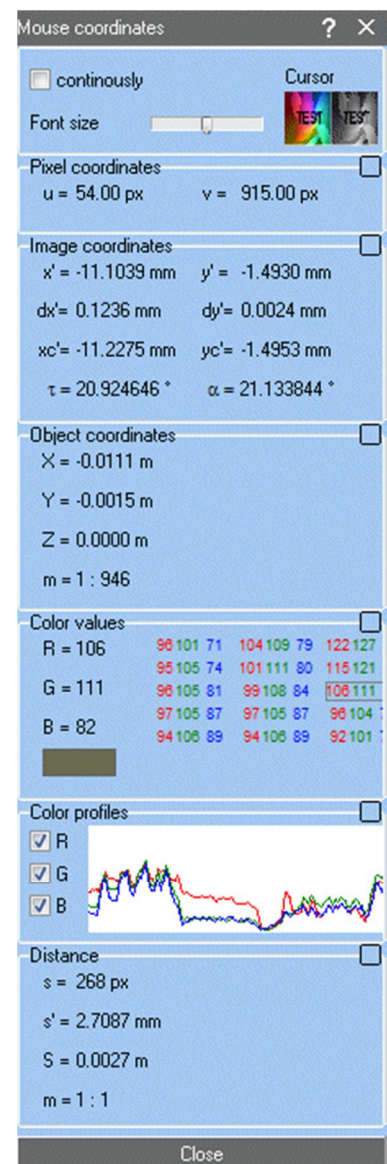 Mouse coordinates ? ×
continously
Cursor
TEST TEST
Font size
Pixel coordinates
u = 54.00 px v = 915.00 px
Image coordinates
x' = -11.1039 mm y' = -1.4930 mm
dx'= 0.1236 mm dy'= 0.0024 mm
xc'= -11.2275 mm yc'= -1.4953 mm
τ = 20.924646 ° α = 21.133844 °
Object coordinates
X = -0.0111 m
Y = -0.0015 m
Z = 0.0000 m
m = 1 : 946
Color values
R = 106
G = 111
B = 82
96 101 71 104 109 79 122 127
95 105 74 101 111 80 115 121
96 105 81 99 108 84 106 111
97 105 87 97 105 87 96 104
94 106 89 94 106 89 92 101
Color profiles
R
G
B
Distance
s = 268 px
s' = 2.7087 mm
S = 0.0027 m
m = 1 : 1
Close